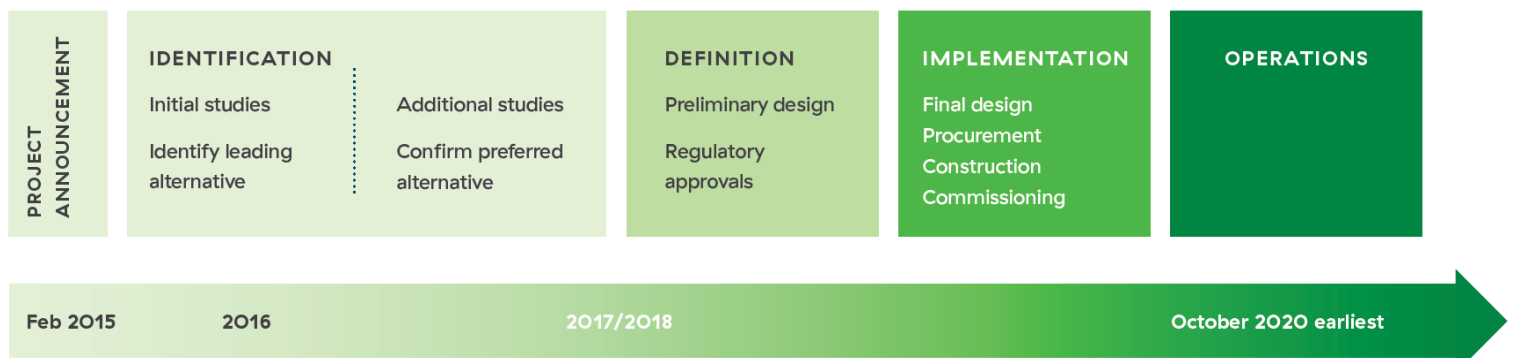 PROJECT
ANNOUNCEMENT
IDENTIFICATION
Initial studies
Identify leading
alternative
Additional studies
Confirm preferred
alternative
DEFINITION
Preliminary design
Regulatory
approvals
IMPLEMENTATION
Final design
Procurement
Construction
Commissioning
OPERATIONS
Feb 2015
2016
2017/2018
October 2020 earliest